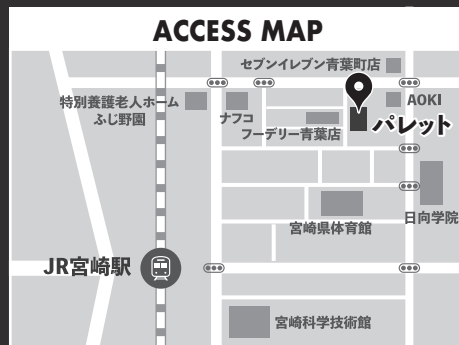 ACCESS MAP
セブンイレブン青葉町店
特別養護老人ホーム
ふじ野園
ナフコ
AOKI
フーデリー青葉店
パレット
宮崎県体育館
日向学院
JR宮崎駅
宮崎科学技術館